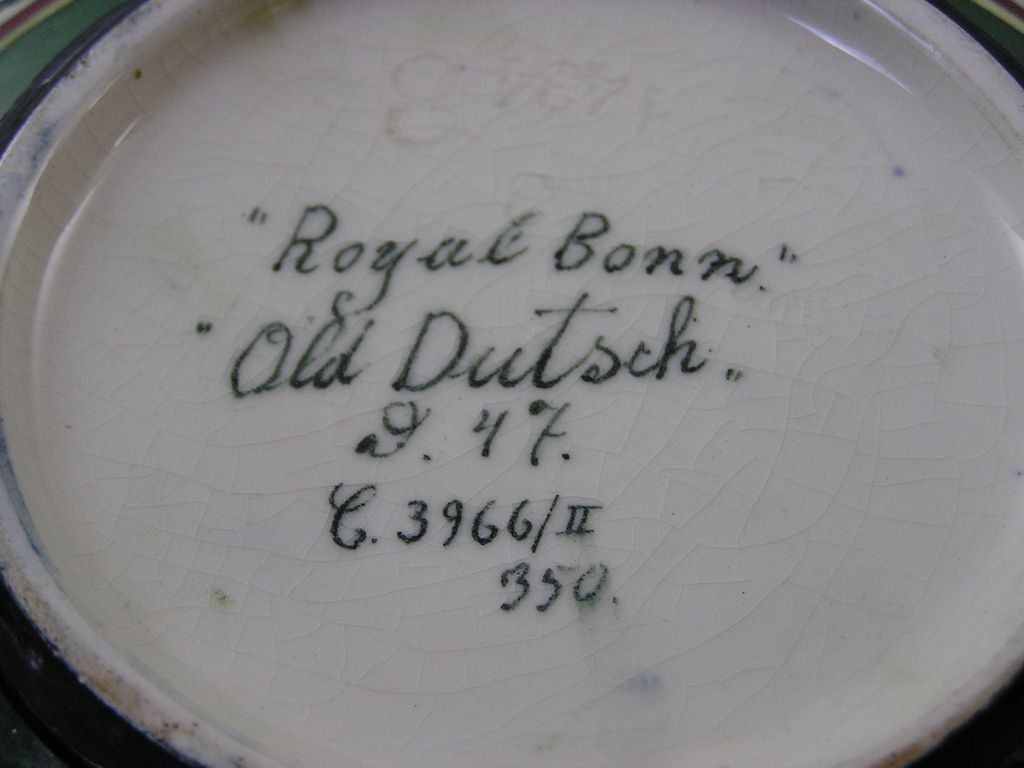 "Royal Bonn."
"Old Dutsch."
D. 47.
C. 3966/II
350.